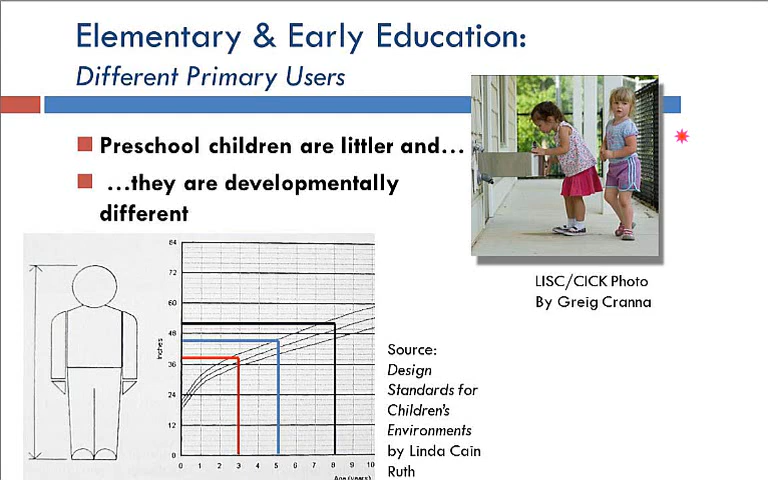 Elementary & Early Education:
Different Primary Users
Preschool children are littler and…
…they are developmentally
different
LISC/CICK Photo
By Greig Cranna
84
72
60
48
36
24
12
0
Inches
0 1 2 3 4 5 6 7 8 9 10
Age (years)
Source:
Design
Standards for
Children's
Environments
by Linda Cain
Ruth